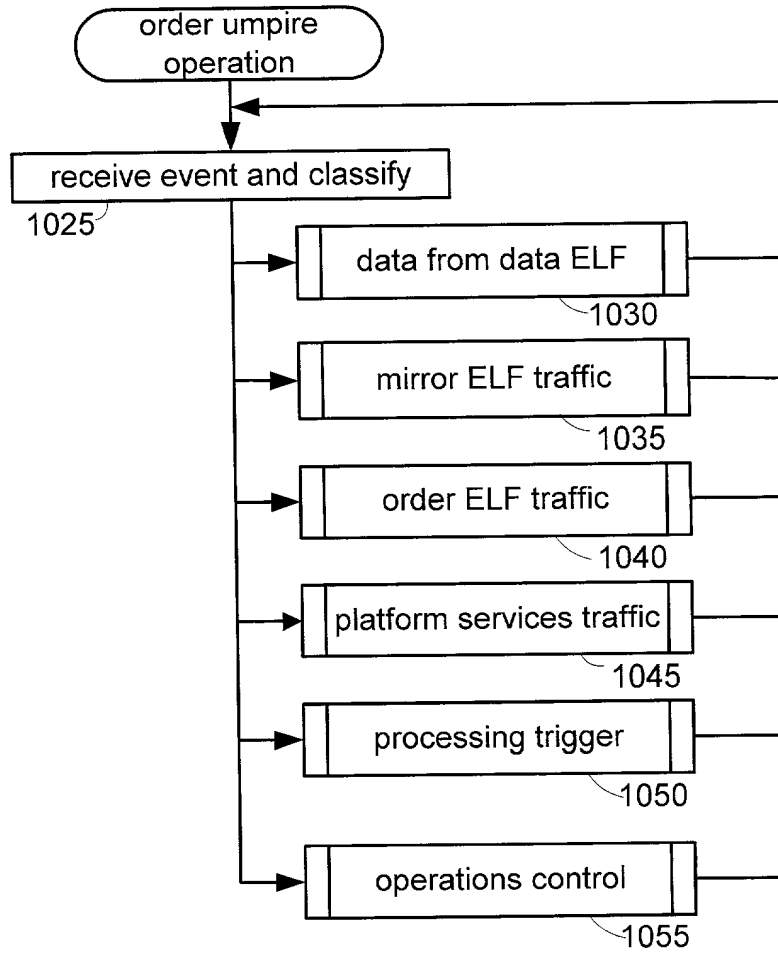 order umpire
operation
receive event and classify
1025
data from data ELF
1030
mirror ELF traffic
1035
order ELF traffic
1040
platform services traffic
1045
processing trigger
1050
operations control
1055